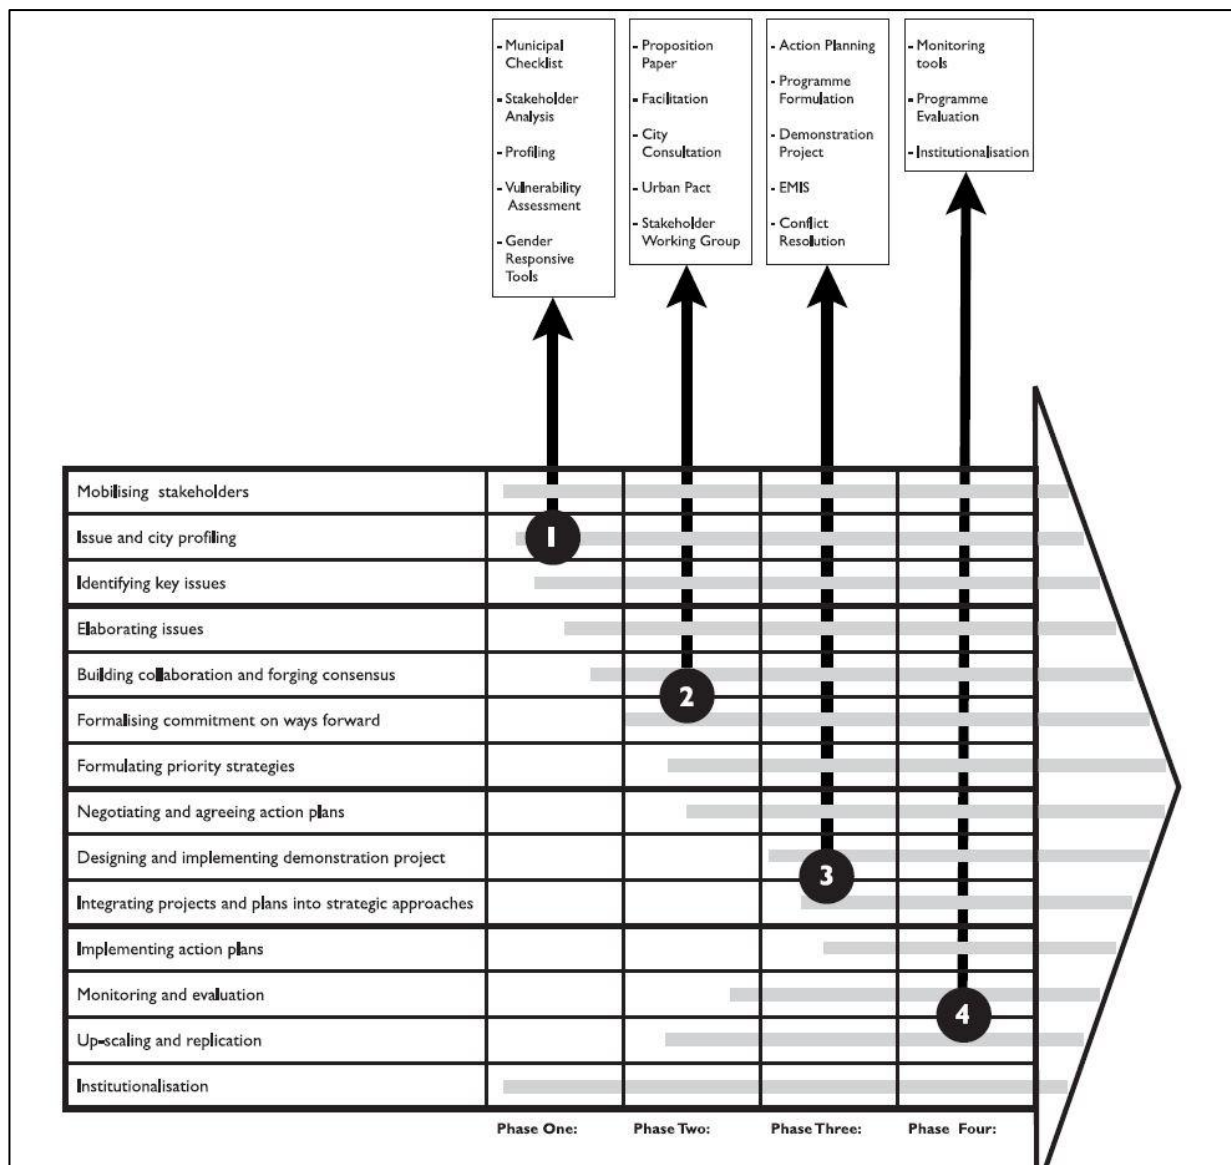 - Municipal
Checklist
- Stakeholder
Analysis
- Profiling
- Vulnerability
Assessment
- Gender
Responsive
Tools
- Proposition
Paper
- Facilitation
- City
Consultation
- Urban Pact
- Stakeholder
Working Group
- Action Planning
- Programme
Formulation
- Demonstration
Project
- EMIS
- Conflict
Resolution
- Monitoring
tools
- Programme
Evaluation
- Institutionalisation
Mobilising stakeholders
Issue and city profiling
1
Identifying key issues
Elaborating issues
Building collaboration and forging consensus
2
Formalising commitment on ways forward
Formulating priority strategies
Negotiating and agreeing action plans
Designing and implementing demonstration project
3
Integrating projects and plans into strategic approaches
Implementing action plans
Monitoring and evaluation
4
Up-scaling and replication
Institutionalisation
Phase One:
Phase Two:
Phase Three:
Phase Four: